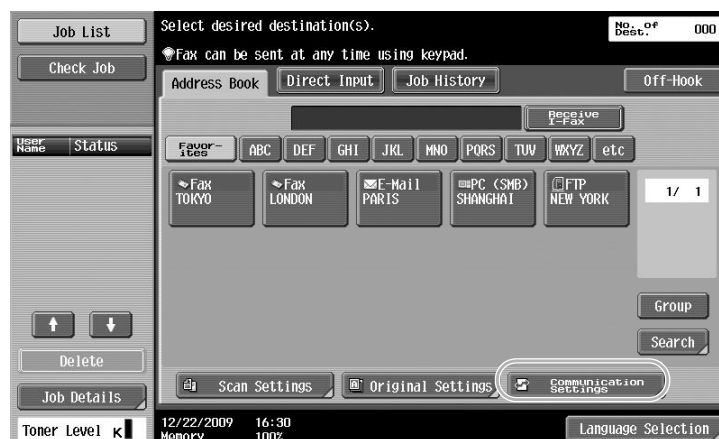 Job List
Check Job
User Name
Status
Delete
Job Details
Toner Level K
Select desired destination(s).
Fax can be sent at any time using keypad.
No. of Dest. 000
Address Book
Direct Input
Job History
Off-Hook
Receive I-Fax
Favor-ites
ABC
DEF
GHI
JKL
MNO
PQRS
TUV
WXYZ
etc
Fax
TOKYO
Fax
LONDON
E-Mail
PARIS
PC (SMB)
SHANGHAI
FTP
NEW YORK
1/ 1
Group
Search
Scan Settings
Original Settings
Communication Settings
12/22/2009 16:30
Memory 100%
Language Selection